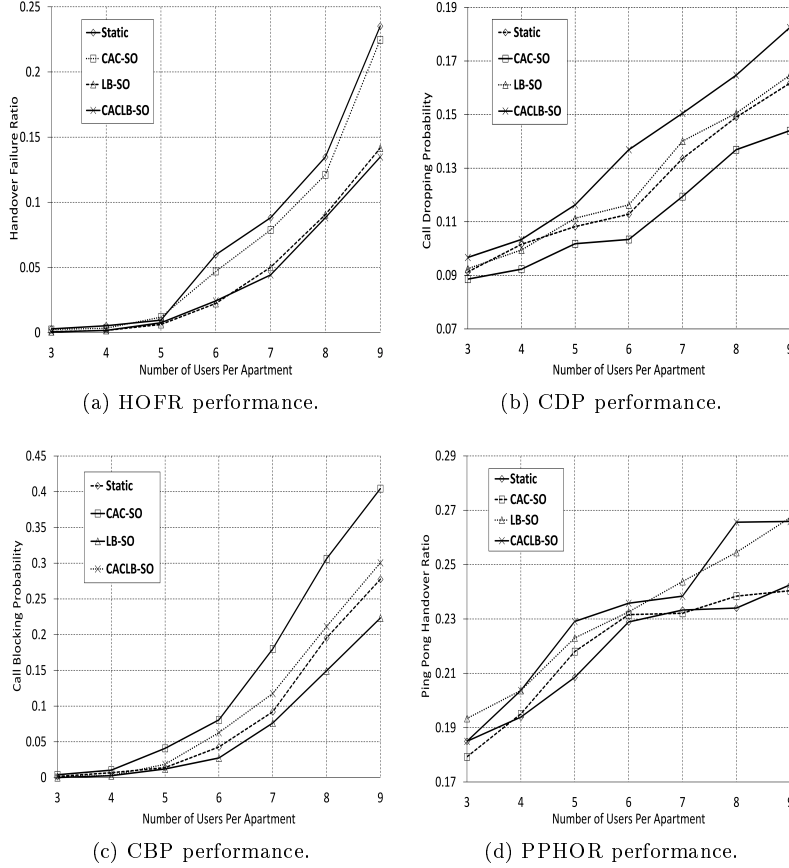 0.25
0.2
0.15
0.1
0.05
0
Handover Failure Ratio
Static
CAC-SO
LB-SO
CACLB-SO
3 4 5 6 7 8 9
Number of Users Per Apartment
(a) HOFR performance.
0.19
0.17
0.15
0.13
0.11
0.09
0.07
Call Dropping Probability
Static
CAC-SO
LB-SO
CACLB-SO
3 4 5 6 7 8 9
Number of Users Per Apartment
(b) CDP performance.
0.45
0.4
0.35
0.3
0.25
0.2
0.15
0.1
0.05
0
Call Blocking Probability
Static
CAC-SO
LB-SO
CACLB-SO
3 4 5 6 7 8 9
Number of Users Per Apartment
(c) CBP performance.
0.29
0.27
0.25
0.23
0.21
0.19
0.17
Ping Pong Handover Ratio
Static
CAC-SO
LB-SO
CACLB-SO
3 4 5 6 7 8 9
Number of Users Per Apartment
(d) PPHOR performance.